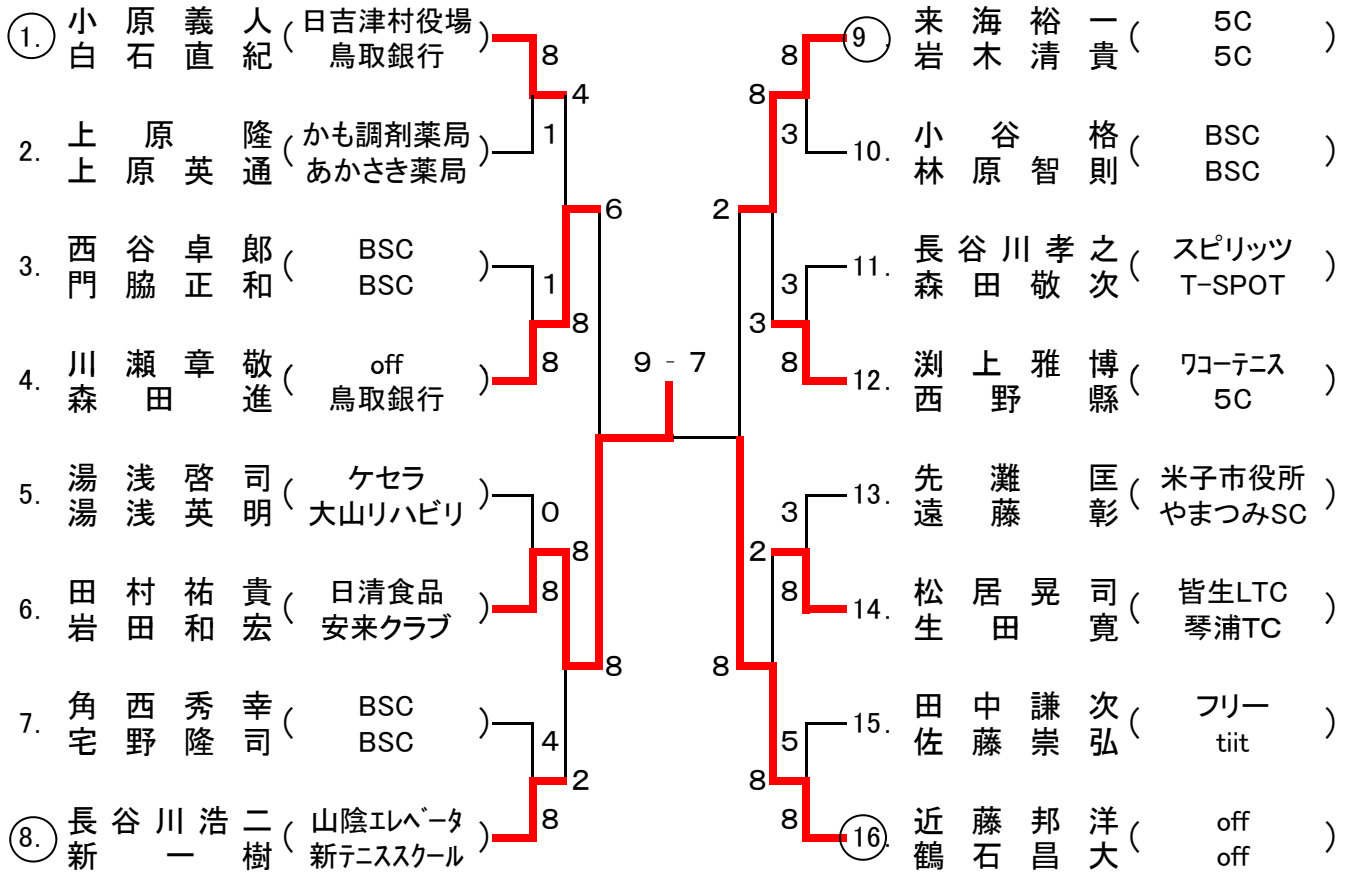 1. 小原義人 ( 日吉津村役場 )
白石直紀 鳥取銀行
8
4
1
2. 上原隆 ( かも調剤薬局 )
上原英通 あかさき薬局
6
3. 西谷卓郎 ( BSC )
門脇正和 BSC
1
8
8
4. 川瀬章敬 ( off )
森田進 鳥取銀行
5. 湯浅啓司 ( ケセラ )
湯浅英明 大山リハビリ
0
8
8
6. 田村祐貴 ( 日清食品 )
岩田和宏 安来クラブ
8
7. 角西秀幸 ( BSC )
宅野隆司 BSC
4
2
8
8. 長谷川浩二 ( 山陰エレベータ )
新一樹 新テニススクール
9 - 7
9. 来海裕一 ( 5C )
岩木清貴 5C
8
8
3
10. 小谷格 ( BSC )
林原智則 BSC
2
11. 長谷川孝之 ( スピリッツ )
森田敬次 T-SPOT
3
3
8
12. 渕上雅博 ( ワコーテニス )
西野縣 5C
13. 先灘匡 ( 米子市役所 )
遠藤彰 やまつみSC
3
2
8
14. 松居晃司 ( 皆生LTC )
生田寛 琴浦TC
8
15. 田中謙次 ( フリー )
佐藤崇弘 tiit
5
8
8
16. 近藤邦洋 ( off )
鶴石昌大 off